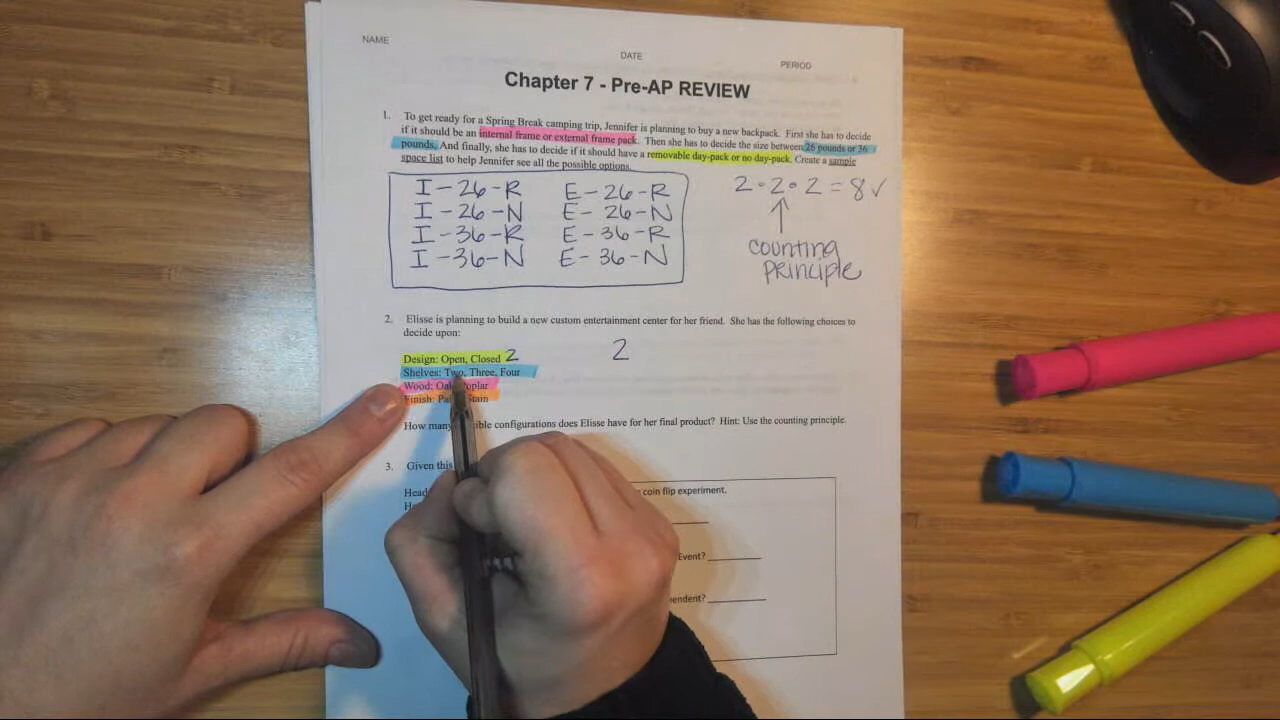 NAME
DATE
PERIOD
Chapter 7 - Pre-AP REVIEW
1. To get ready for a Spring Break camping trip, Jennifer is planning to buy a new backpack. First she has to decide
if it should be an internal frame or external frame pack. Then she has to decide the size between 26 pounds or 36
pounds. And finally, she has to decide if it should have a removable day-pack or no day-pack. Create a sample
space list to help Jennifer see all the possible options.
I-26-R E-26-R 2·2·2=8✓
I-26-N E-26-N
I-36-R E-36-R counting
I-36-N E-36-N principle
2. Elisse is planning to build a new custom entertainment center for her friend. She has the following choices to
decide upon:
Design: Open, Closed 2 2
Shelves: Two, Three, Four
Wood:
Finish: Stain
How many configurations does Elisse have for her final product? Hint: Use the counting principle.
3. Given this
coin flip experiment.
Event?